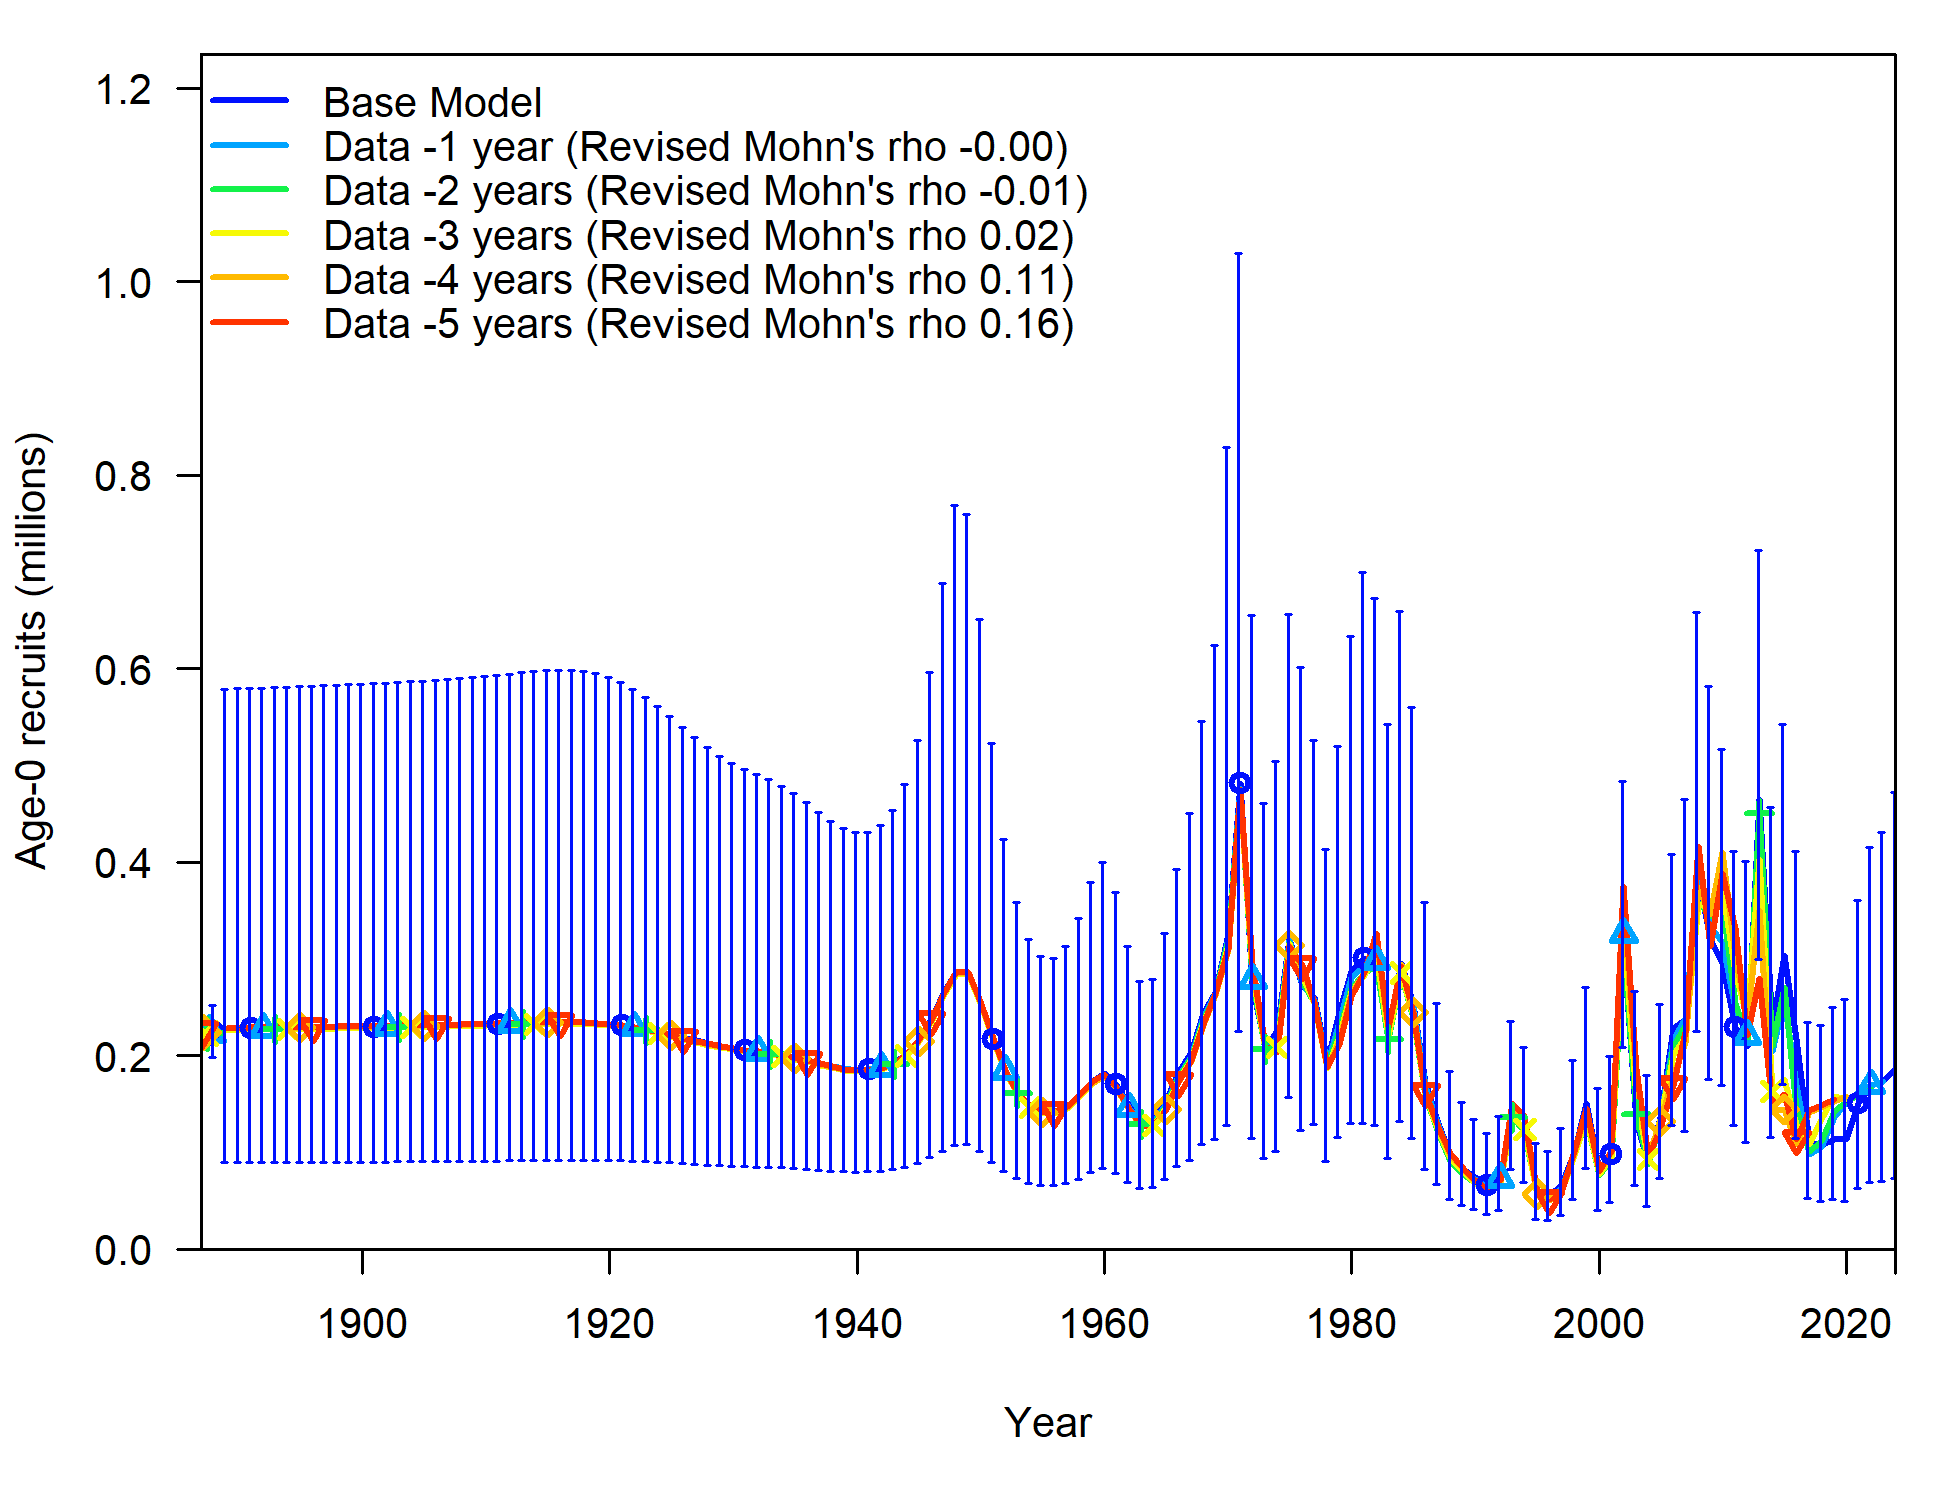 1.2
1.0
0.8
0.6
0.4
0.2
0.0
Age-0 recruits (millions)
Base Model
Data -1 year (Revised Mohn's rho -0.00)
Data -2 years (Revised Mohn's rho -0.01)
Data -3 years (Revised Mohn's rho 0.02)
Data -4 years (Revised Mohn's rho 0.11)
Data -5 years (Revised Mohn's rho 0.16)
1900 1920 1940 1960 1980 2000 2020
Year